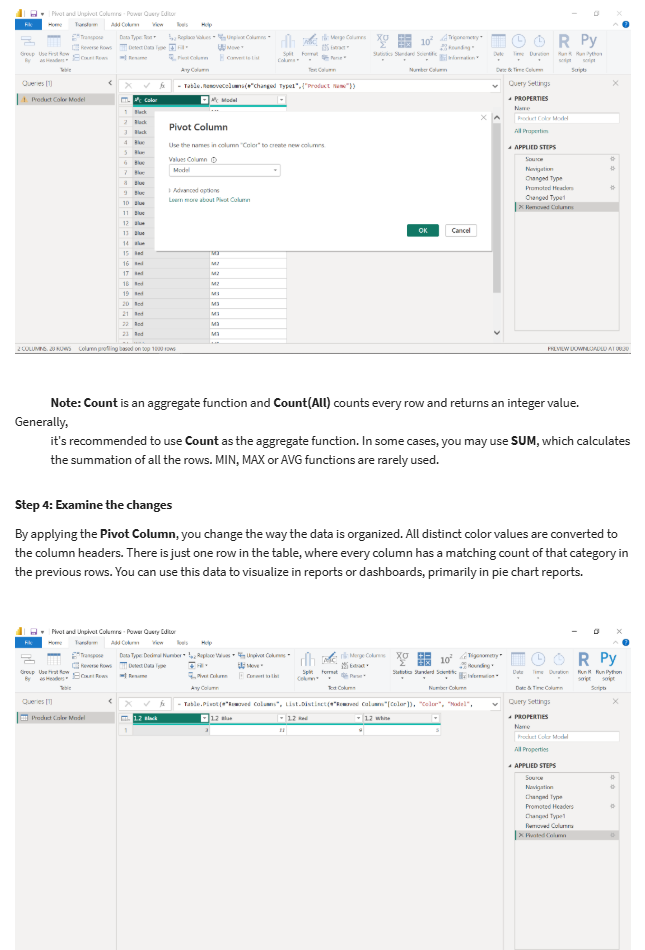 Pivot and Unpivot Columns - Power Query Editor
File Home Transform Add Column View Tools Help
Transpose Data Type: Text Replace Values Unpivot Columns Merge Columns Trigonometry
Reverse Rows Detect Data Type Fill Move Extract Rounding
Group By Use First Row as Headers Count Rows Rename Pivot Column Convert to List Split Column Format Parse Statistics Standard Scientific Information Date Time Duration Run R script Run Python script
Table Any Column Text Column Number Column Date & Time Column Scripts
Queries [1]
Product Color Model
= Table.RemoveColumns(#"Changed Type1",{"Product Name"})
Color Model
1 Black
2 Black
3 Black
4 Blue
5 Blue
6 Blue
7 Blue
8 Blue
9 Blue
10 Blue
11 Blue
12 Blue
13 Blue
14 Blue
15 Red
16 Red M2
17 Red M2
18 Red M2
19 Red M3
20 Red M3
21 Red M3
22 Red M3
23 Red M3
Pivot Column
Use the names in column "Color" to create new columns.
Values Column
Model
Advanced options
Learn more about Pivot Column
OK Cancel
Query Settings
PROPERTIES
Name
Product Color Model
All Properties
APPLIED STEPS
Source
Navigation
Changed Type
Promoted Headers
Changed Type1
Removed Columns
2 COLUMNS, 28 ROWS Column profiling based on top 1000 rows
PREVIEW DOWNLOADED AT
Note: Count is an aggregate function and Count(All) counts every row and returns an integer value.
Generally,
it's recommended to use Count as the aggregate function. In some cases, you may use SUM, which calculates
the summation of all the rows. MIN, MAX or AVG functions are rarely used.
Step 4: Examine the changes
By applying the Pivot Column, you change the way the data is organized. All distinct color values are converted to
the column headers. There is just one row in the table, where every column has a matching count of that category in
the previous rows. You can use this data to visualize in reports or dashboards, primarily in pie chart reports.
Pivot and Unpivot Columns - Power Query Editor
File Home Transform Add Column View Tools Help
Transpose Data Type: Decimal Number Replace Values Unpivot Columns Merge Columns Trigonometry
Reverse Rows Detect Data Type Fill Move Extract Rounding
Group By Use First Row as Headers Count Rows Rename Pivot Column Convert to List Split Column Format Parse Statistics Standard Scientific Information Date Time Duration Run R script Run Python script
Table Any Column Text Column Number Column Date & Time Column Scripts
Queries [1]
Product Color Model
= Table.Pivot(#"Removed Columns", List.Distinct(#"Removed Columns"[Color]), "Color", "Model",
1.2 Black 1.2 Blue 1.2 Red 1.2 White
1 3 11
Query Settings
PROPERTIES
Name
Product Color Model
All Properties
APPLIED STEPS
Source
Navigation
Changed Type
Promoted Headers
Changed Type1
Removed Columns
Pivoted Column